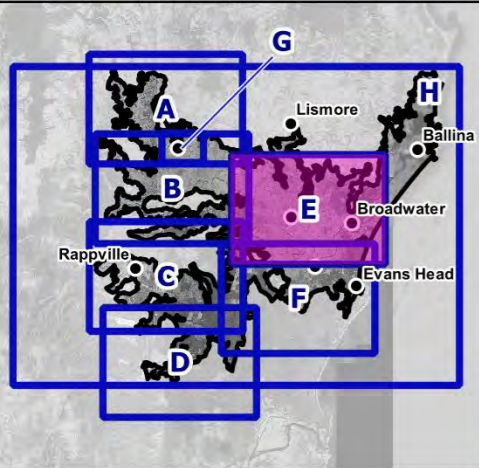 G
A
H
Lismore
Ballina
B
E
Broadwater
Rappville
C
Evans Head
F
D